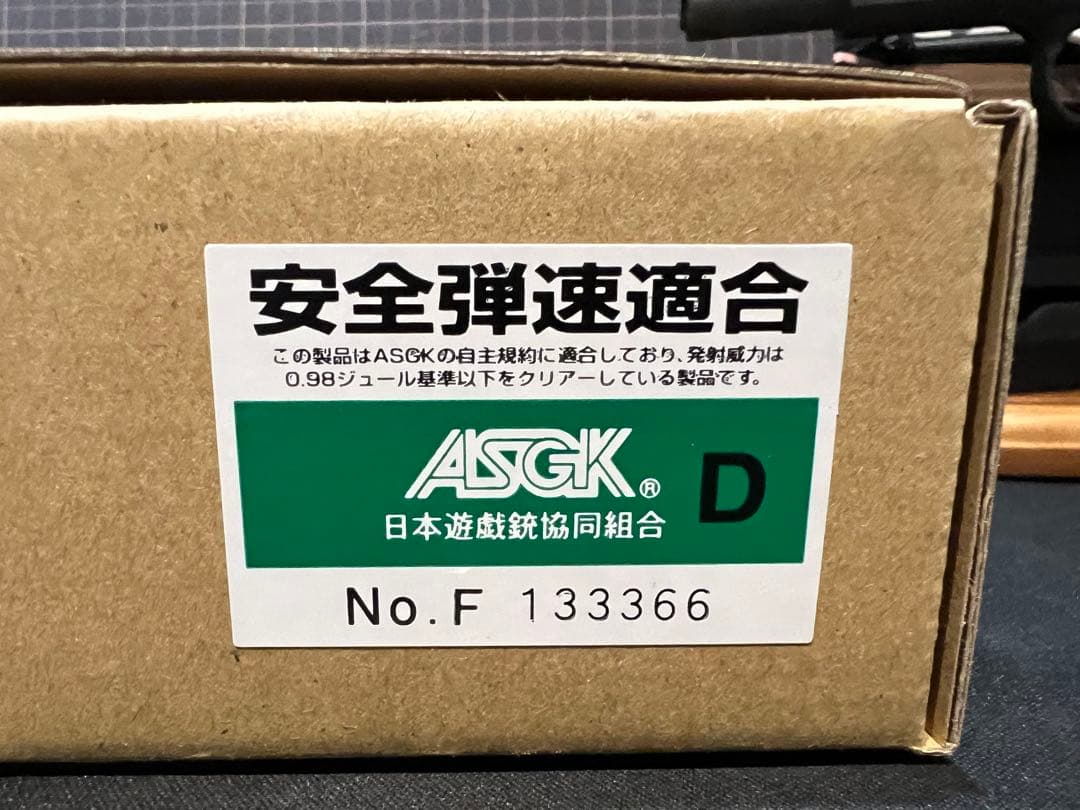 安全弾速適合
この製品はASGKの自主規約に適合しており、発射威力は
0.98ジュール基準以下をクリアーしている製品です。
ASGK® D
日本遊戯銃協同組合
No.F 133366